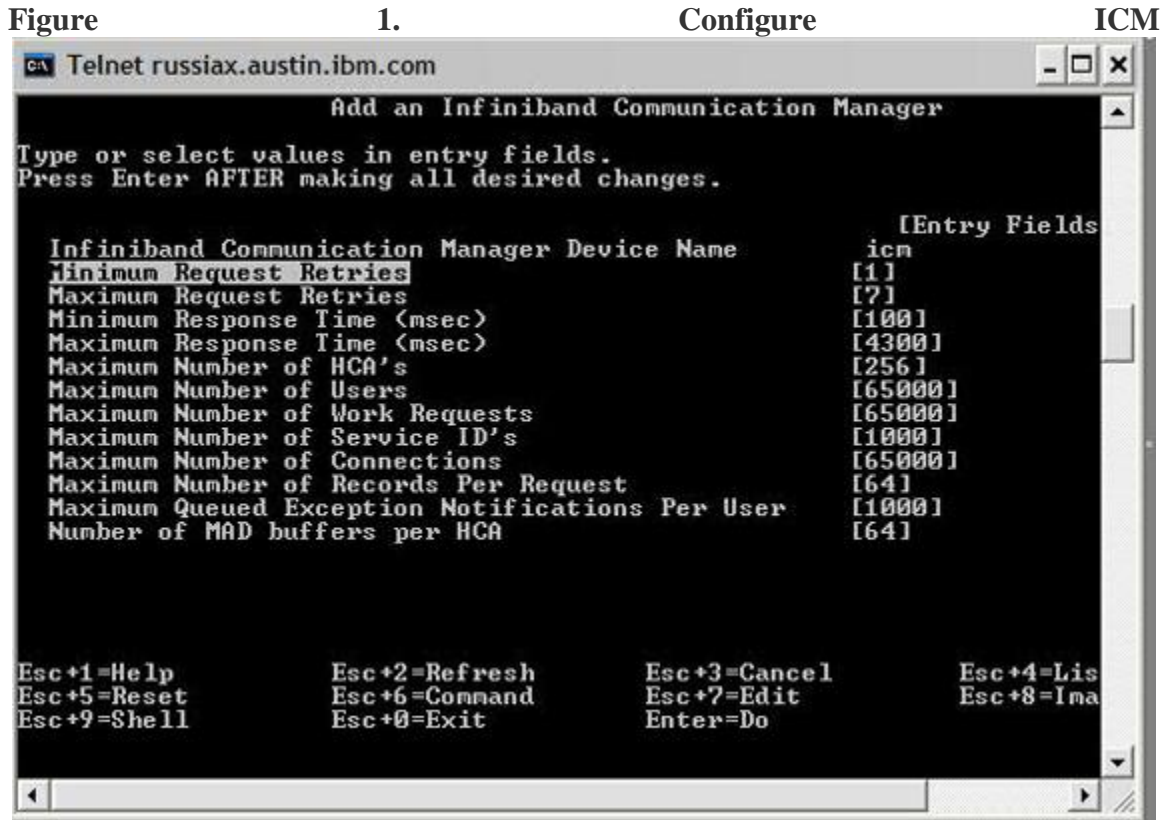 Figure 1. Configure ICM
Telnet russiax.austin.ibm.com
Add an Infiniband Communication Manager
Type or select values in entry fields.
Press Enter AFTER making all desired changes.
[Entry Fields
Infiniband Communication Manager Device Name icm
Minimum Request Retries [1]
Maximum Request Retries [7]
Minimum Response Time (msec) [100]
Maximum Response Time (msec) [4300]
Maximum Number of HCA's [256]
Maximum Number of Users [65000]
Maximum Number of Work Requests [65000]
Maximum Number of Service ID's [1000]
Maximum Number of Connections [65000]
Maximum Number of Records Per Request [64]
Maximum Queued Exception Notifications Per User [1000]
Number of MAD buffers per HCA [64]
Esc+1=Help Esc+2=Refresh Esc+3=Cancel Esc+4=Lis
Esc+5=Reset Esc+6=Command Esc+7=Edit Esc+8=Ima
Esc+9=Shell Esc+0=Exit Enter=Do